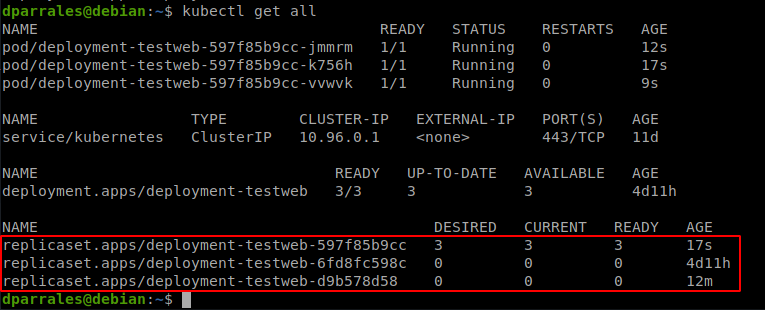 dparrales@debian:~$ kubectl get all
NAME READY STATUS RESTARTS AGE
pod/deployment-testweb-597f85b9cc-jmmrm 1/1 Running 0 12s
pod/deployment-testweb-597f85b9cc-k756h 1/1 Running 0 17s
pod/deployment-testweb-597f85b9cc-vvwvk 1/1 Running 0 9s
NAME TYPE CLUSTER-IP EXTERNAL-IP PORT(S) AGE
service/kubernetes ClusterIP 10.96.0.1 <none> 443/TCP 11d
NAME READY UP-TO-DATE AVAILABLE AGE
deployment.apps/deployment-testweb 3/3 3 3 4d11h
NAME DESIRED CURRENT READY AGE
replicaset.apps/deployment-testweb-597f85b9cc 3 3 3 17s
replicaset.apps/deployment-testweb-6fd8fc598c 0 0 0 4d11h
replicaset.apps/deployment-testweb-d9b578d58 0 0 0 12m
dparrales@debian:~$